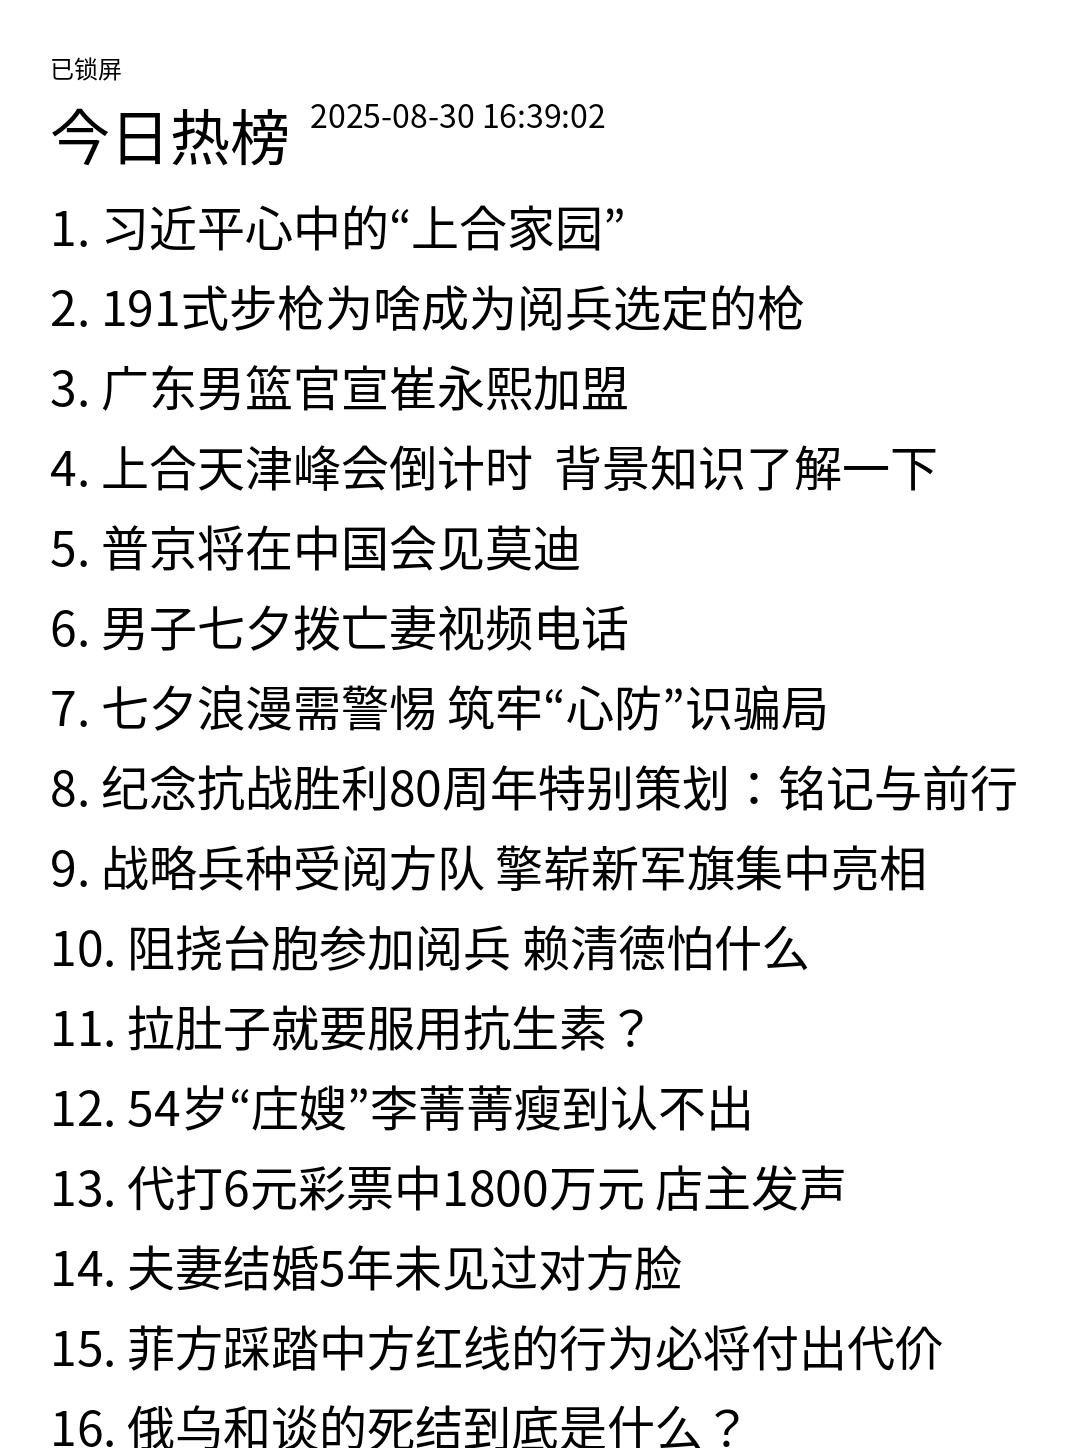 已锁屏
今日热榜 2025-08-30 16:39:02
1. 习近平心中的“上合家园”
2. 191式步枪为啥成为阅兵选定的枪
3. 广东男篮官宣崔永熙加盟
4. 上合天津峰会倒计时  背景知识了解一下
5. 普京将在中国会见莫迪
6. 男子七夕拨亡妻视频电话
7. 七夕浪漫需警惕 筑牢“心防”识骗局
8. 纪念抗战胜利80周年特别策划：铭记与前行
9. 战略兵种受阅方队 擎崭新军旗集中亮相
10. 阻挠台胞参加阅兵 赖清德怕什么
11. 拉肚子就要服用抗生素？
12. 54岁“庄嫂”李菁菁瘦到认不出
13. 代打6元彩票中1800万元 店主发声
14. 夫妻结婚5年未见过对方脸
15. 菲方踩踏中方红线的行为必将付出代价
16. 俄乌和谈的死结到底是什么？